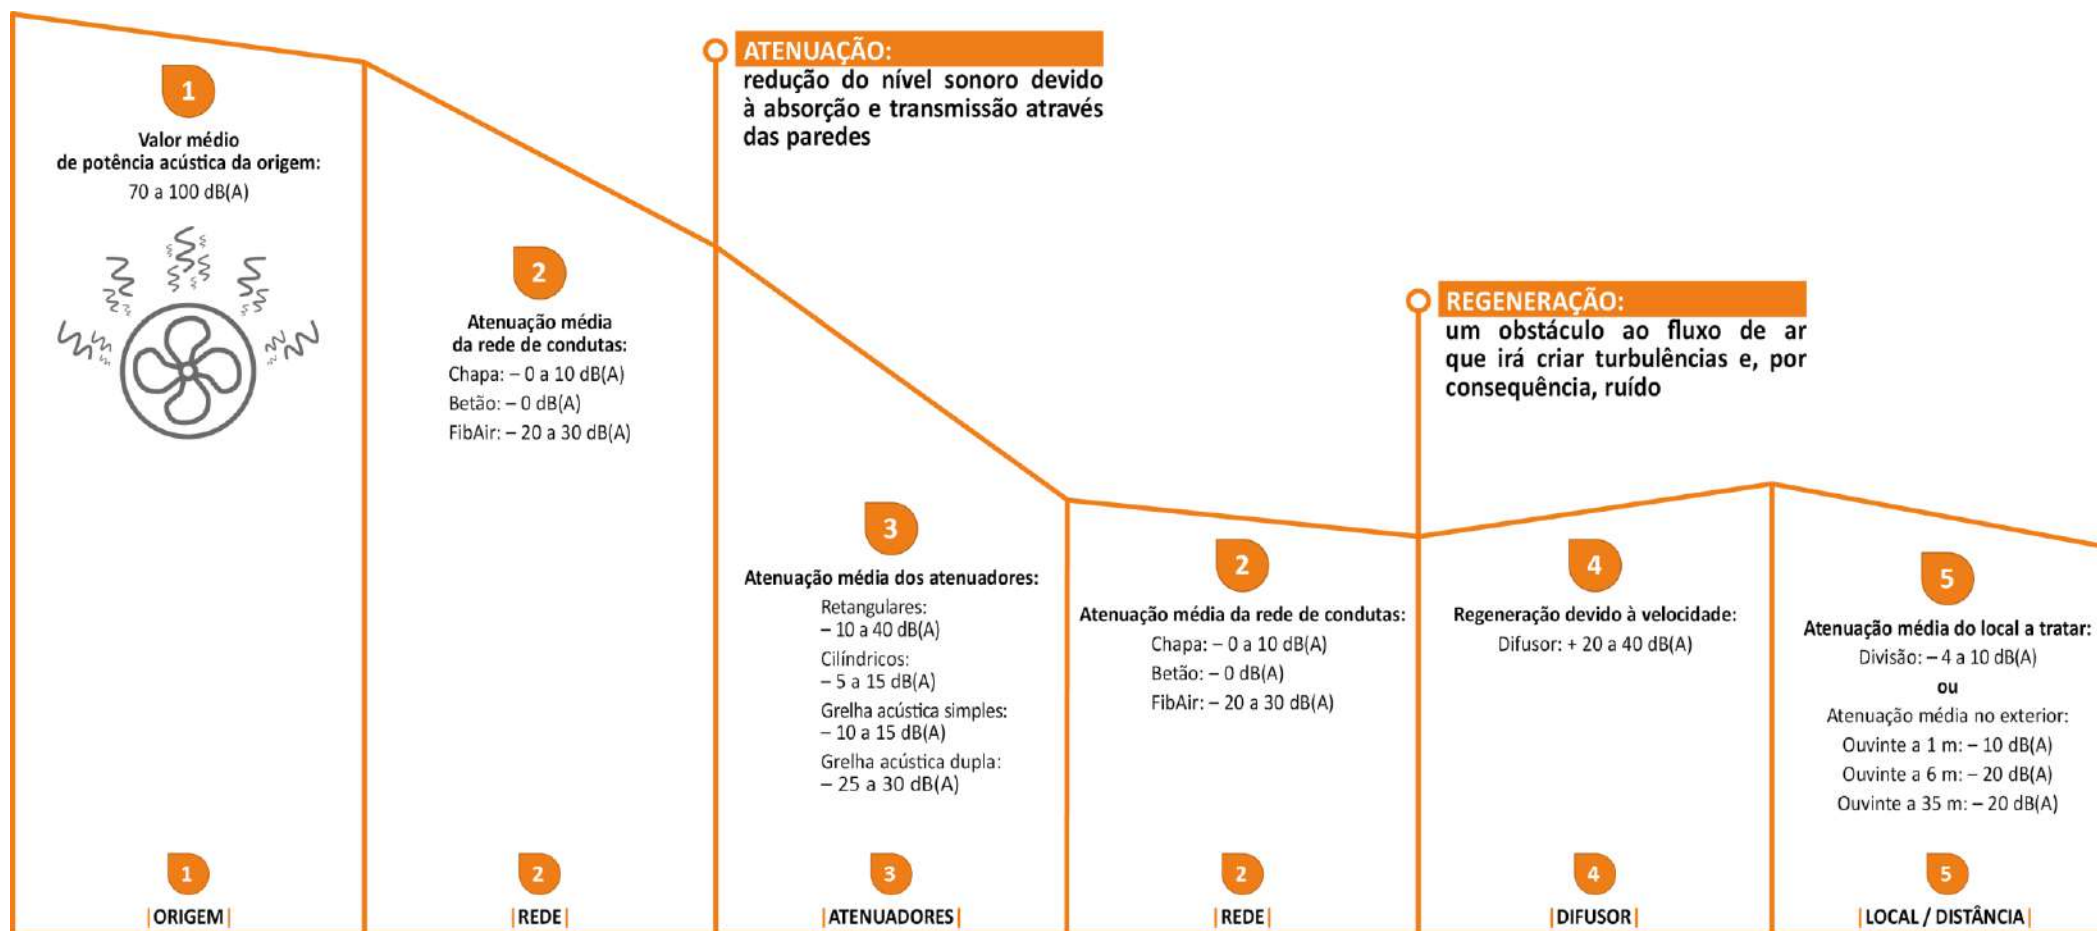 1
Valor médio
de potência acústica da origem:
70 a 100 dB(A)
2
Atenuação média
da rede de condutas:
Chapa: – 0 a 10 dB(A)
Betão: – 0 dB(A)
FibAir: – 20 a 30 dB(A)
ATENUAÇÃO:
redução do nível sonoro devido
à absorção e transmissão através
das paredes
3
Atenuação média dos atenuadores:
Retangulares:
– 10 a 40 dB(A)
Cilíndricos:
– 5 a 15 dB(A)
Grelha acústica simples:
– 10 a 15 dB(A)
Grelha acústica dupla:
– 25 a 30 dB(A)
2
Atenuação média da rede de condutas:
Chapa: – 0 a 10 dB(A)
Betão: – 0 dB(A)
FibAir: – 20 a 30 dB(A)
REGENERAÇÃO:
um obstáculo ao fluxo de ar
que irá criar turbulências e, por
consequência, ruído
4
Regeneração devido à velocidade:
Difusor: + 20 a 40 dB(A)
5
Atenuação média do local a tratar:
Divisão: – 4 a 10 dB(A)
ou
Atenuação média no exterior:
Ouvinte a 1 m: – 10 dB(A)
Ouvinte a 6 m: – 20 dB(A)
Ouvinte a 35 m: – 20 dB(A)
1
|ORIGEM|
2
|REDE|
3
|ATENUADORES|
2
|REDE|
4
|DIFUSOR|
5
|LOCAL / DISTÂNCIA|